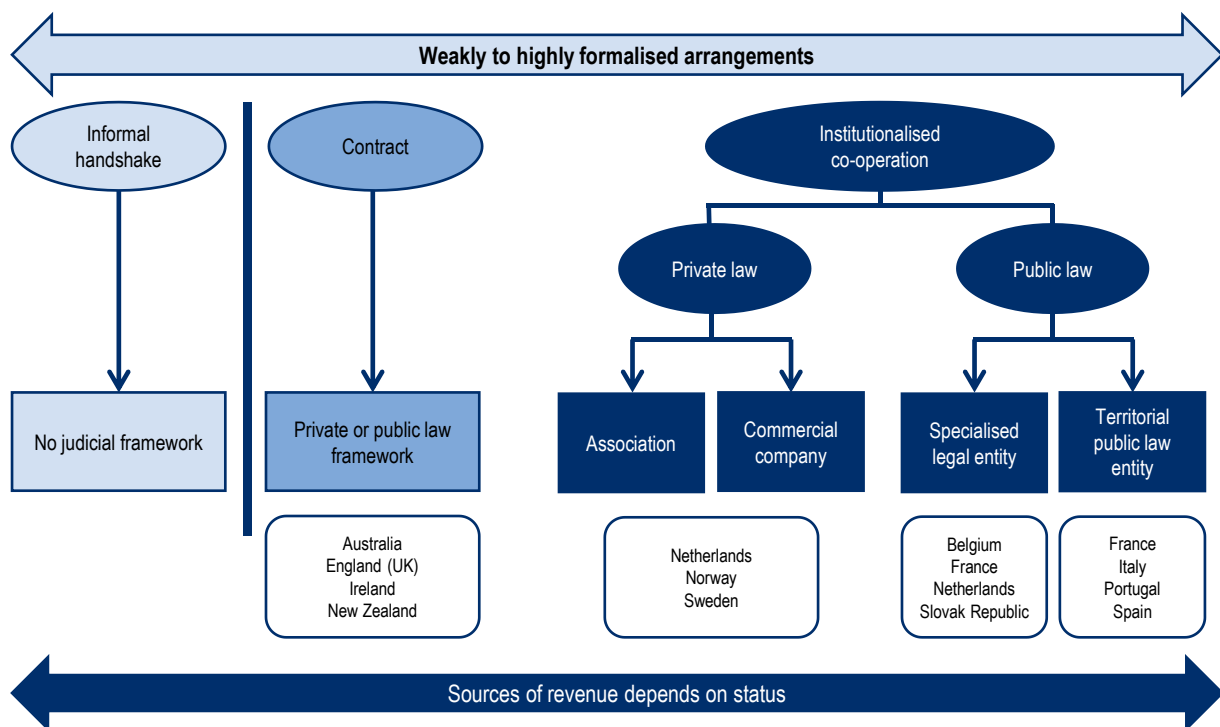 Weakly to highly formalised arrangements
Informal
handshake
Contract
Institutionalised
co-operation
Private law
Public law
No judicial framework
Private or public law
framework
Association
Commercial
company
Specialised
legal entity
Territorial
public law
entity
Australia
England (UK)
Ireland
New Zealand
Netherlands
Norway
Sweden
Belgium
France
Netherlands
Slovak Republic
France
Italy
Portugal
Spain
Sources of revenue depends on status